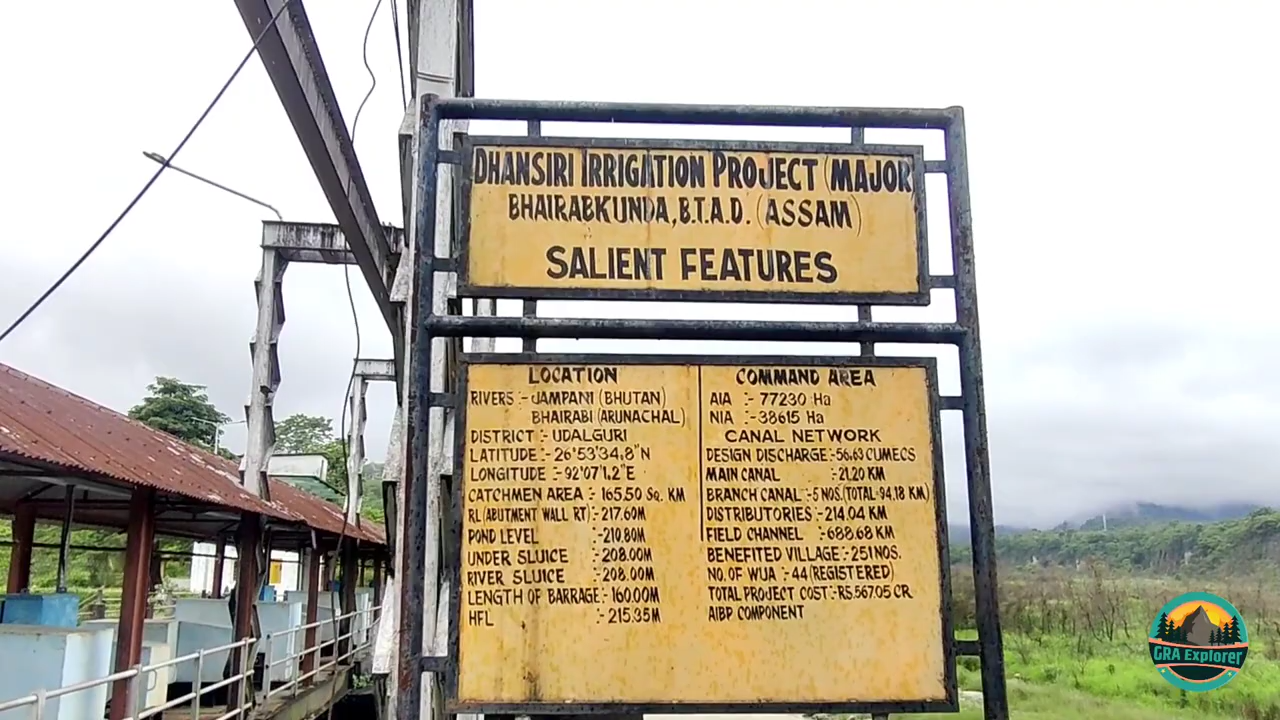 DHANSIRI IRRIGATION PROJECT (MAJOR)
BHAIRABKUNDA, B.T.A.D. (ASSAM)
SALIENT FEATURES
LOCATION
RIVERS :- JAMPANI (BHUTAN)
BHAIRABI (ARUNACHAL)
DISTRICT :- UDALGURI
LATITUDE :- 26°53'34.8"N
LONGITUDE :- 92°07'1.2"E
CATCHMEN AREA :- 165.50 SQ. KM
RL (ABUTMENT WALL RT) :- 217.60M
POND LEVEL :- 210.80M
UNDER SLUICE :- 208.00M
RIVER SLUICE :- 208.00M
LENGTH OF BARRAGE :- 160.00M
HFL :- 215.35M
COMMAND AREA
AIA :- 77230 Ha
NIA :- 38615 Ha
CANAL NETWORK
DESIGN DISCHARGE :- 56.63 CUMECS
MAIN CANAL :- 21.20 KM
BRANCH CANAL :- 5 NOS. (TOTAL 94.18 KM)
DISTRIBUTORIES :- 214.04 KM
FIELD CHANNEL :- 688.68 KM
BENEFITED VILLAGE :- 251 NOS.
NO. OF WUA :- 44 (REGISTERED)
TOTAL PROJECT COST :- RS. 567.05 CR.
AIBP COMPONENT
GRA Explorer